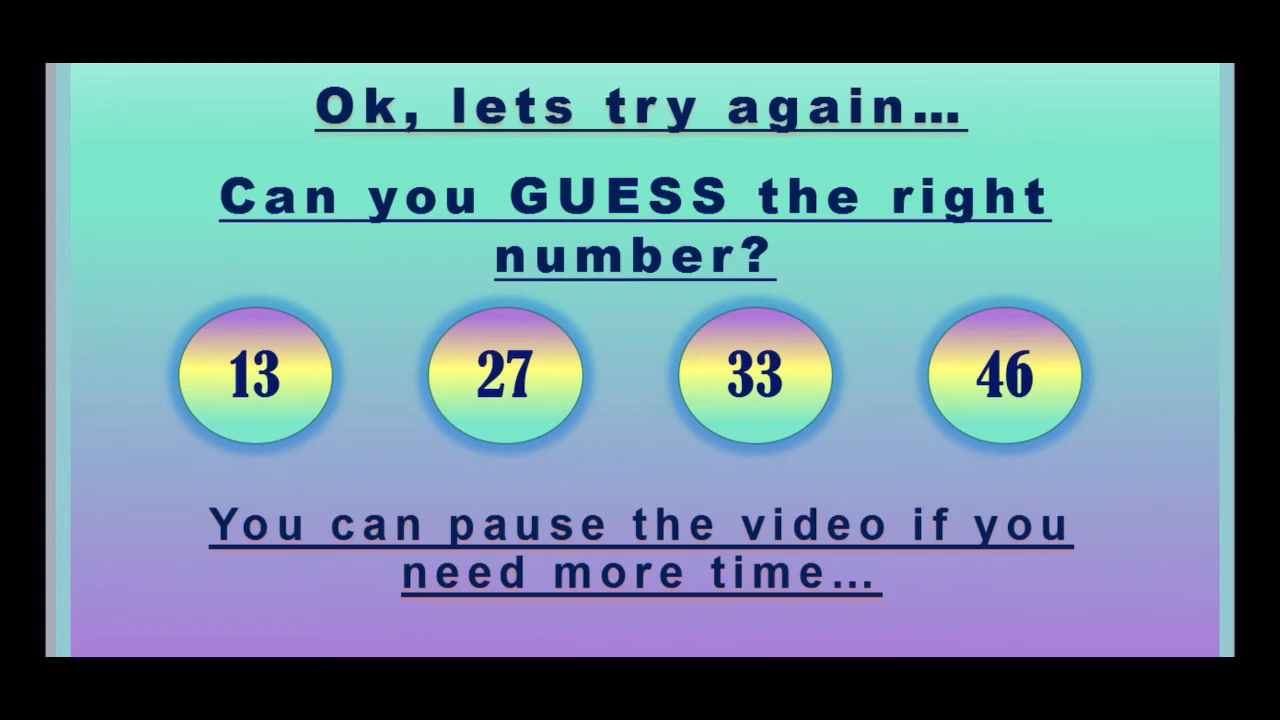 Ok, lets try again...
Can you GUESS the right
number?
13 27 33 46
You can pause the video if you
need more time...